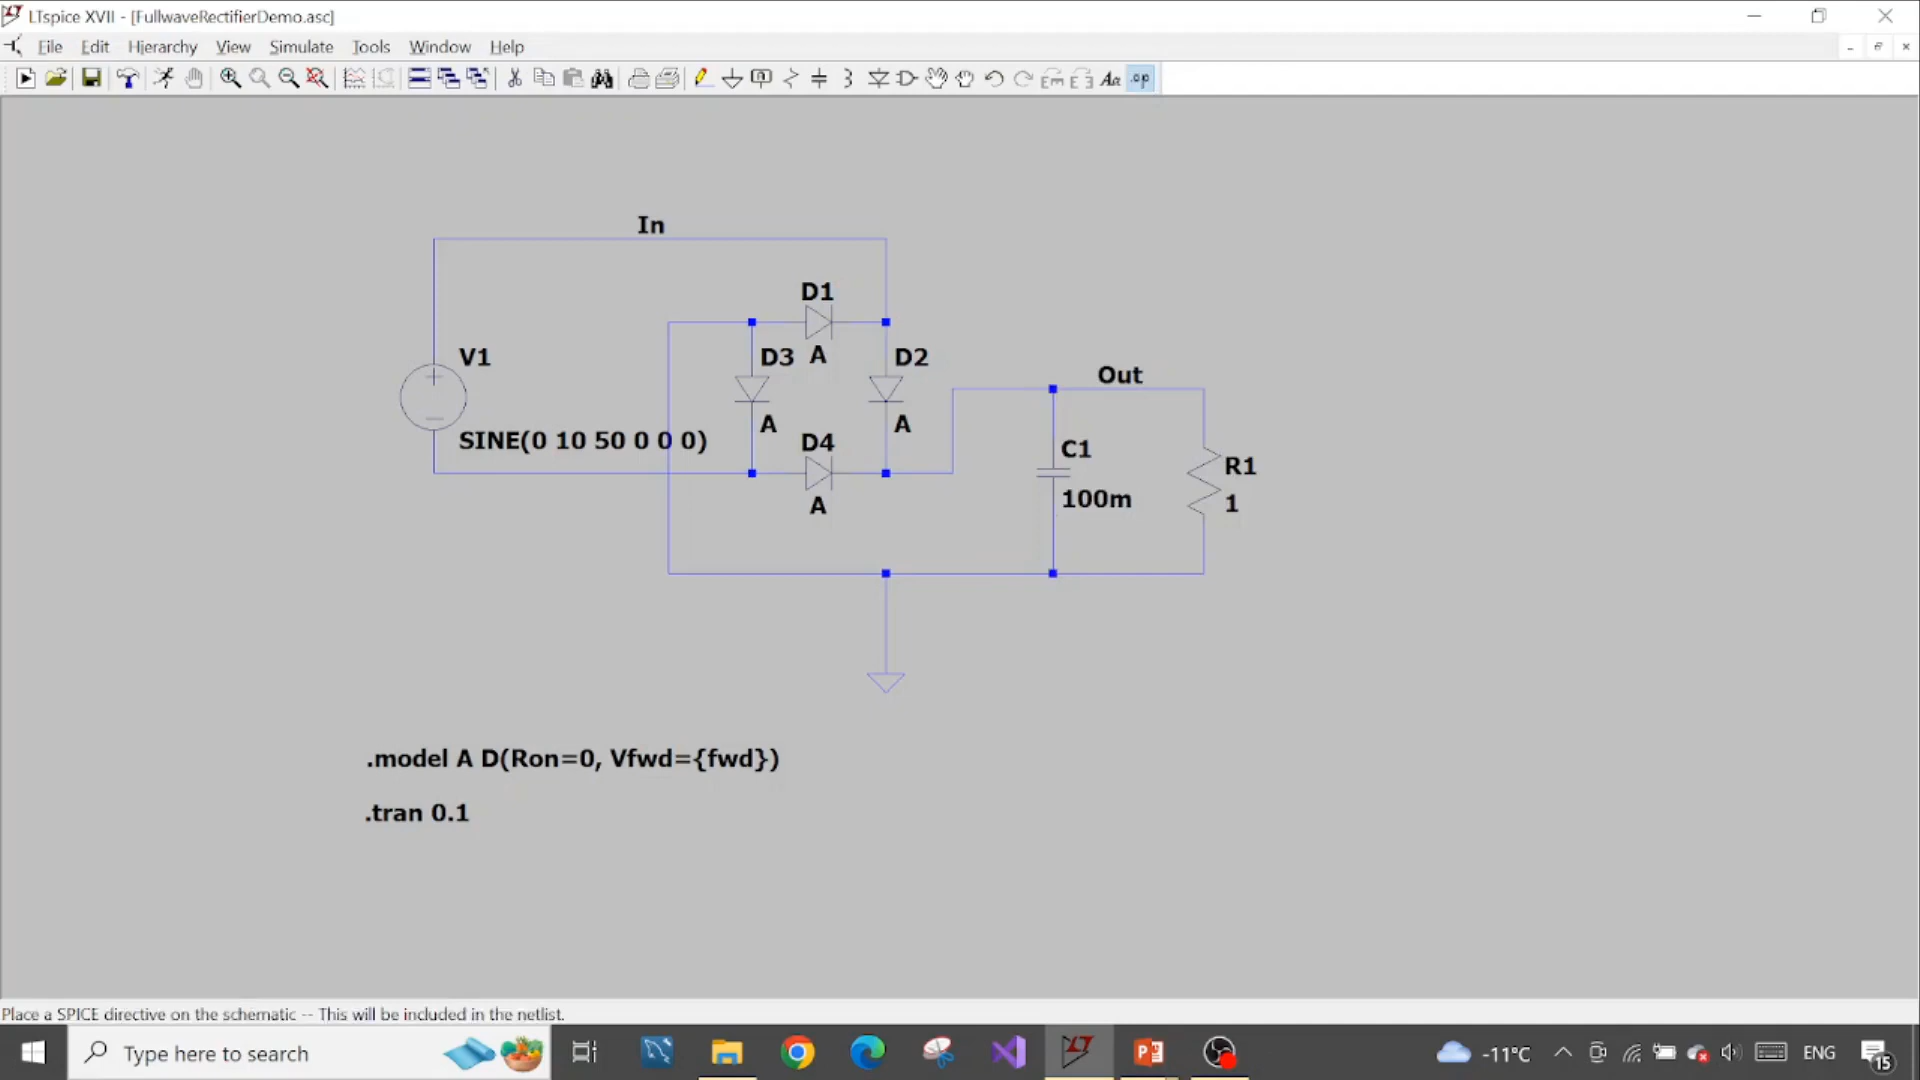 LTspice XVII - [FullwaveRectifierDemo.asc]
File Edit Hierarchy View Simulate Tools Window Help
Aa .op
In
D1
A
V1
D3
D2
SINE(0 10 50 0 0 0)
A
A
D4
A
Out
C1
100m
R1
1
.model A D(Ron=0, Vfwd={fwd})
.tran 0.1
Place a SPICE directive on the schematic -- This will be included in the netlist.
Type here to search
-11°C
ENG
15